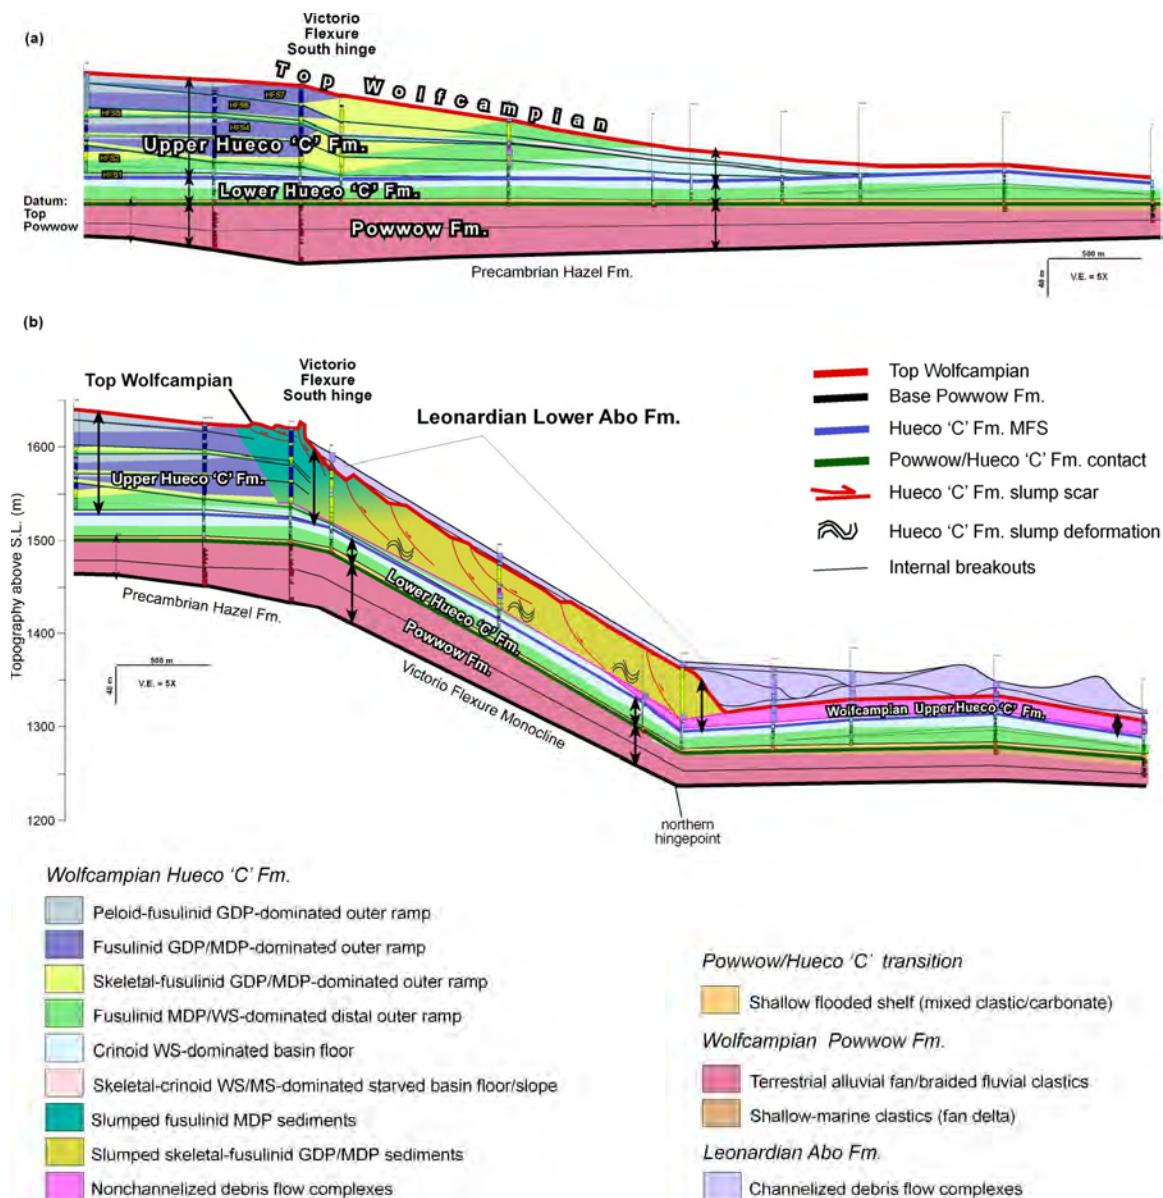 (a)
Victorio
Flexure
South hinge
Top Wolfcampian
HFS7
HFS6
HFS5
HFS4
Upper Hueco 'C' Fm.
HFS2
HFS1
Lower Hueco 'C' Fm.
Datum:
Top
Powwow
Powwow Fm.
Precambrian Hazel Fm.
500 m
40 m
V.E. = 5X
(b)
Victorio
Flexure
South hinge
Top Wolfcampian
Leonardian Lower Abo Fm.
Top Wolfcampian
Base Powwow Fm.
Hueco 'C' Fm. MFS
Powwow/Hueco 'C' Fm. contact
Hueco 'C' Fm. slump scar
Hueco 'C' Fm. slump deformation
Internal breakouts
Topography above S.L. (m)
1600
1500
1400
1300
1200
Upper Hueco 'C' Fm.
Lower Hueco 'C' Fm.
Powwow Fm.
Precambrian Hazel Fm.
Victorio Flexure Monocline
500 m
40 m
V.E. = 5X
Wolfcampian Upper Hueco 'C' Fm.
northern
hingepoint
Wolfcampian Hueco 'C' Fm.
Peloid-fusulinid GDP-dominated outer ramp
Fusulinid GDP/MDP-dominated outer ramp
Skeletal-fusulinid GDP/MDP-dominated outer ramp
Fusulinid MDP/WS-dominated distal outer ramp
Crinoid WS-dominated basin floor
Skeletal-crinoid WS/MS-dominated starved basin floor/slope
Slumped fusulinid MDP sediments
Slumped skeletal-fusulinid GDP/MDP sediments
Nonchannelized debris flow complexes
Powwow/Hueco 'C' transition
Shallow flooded shelf (mixed clastic/carbonate)
Wolfcampian Powwow Fm.
Terrestrial alluvial fan/braided fluvial clastics
Shallow-marine clastics (fan delta)
Leonardian Abo Fm.
Channelized debris flow complexes